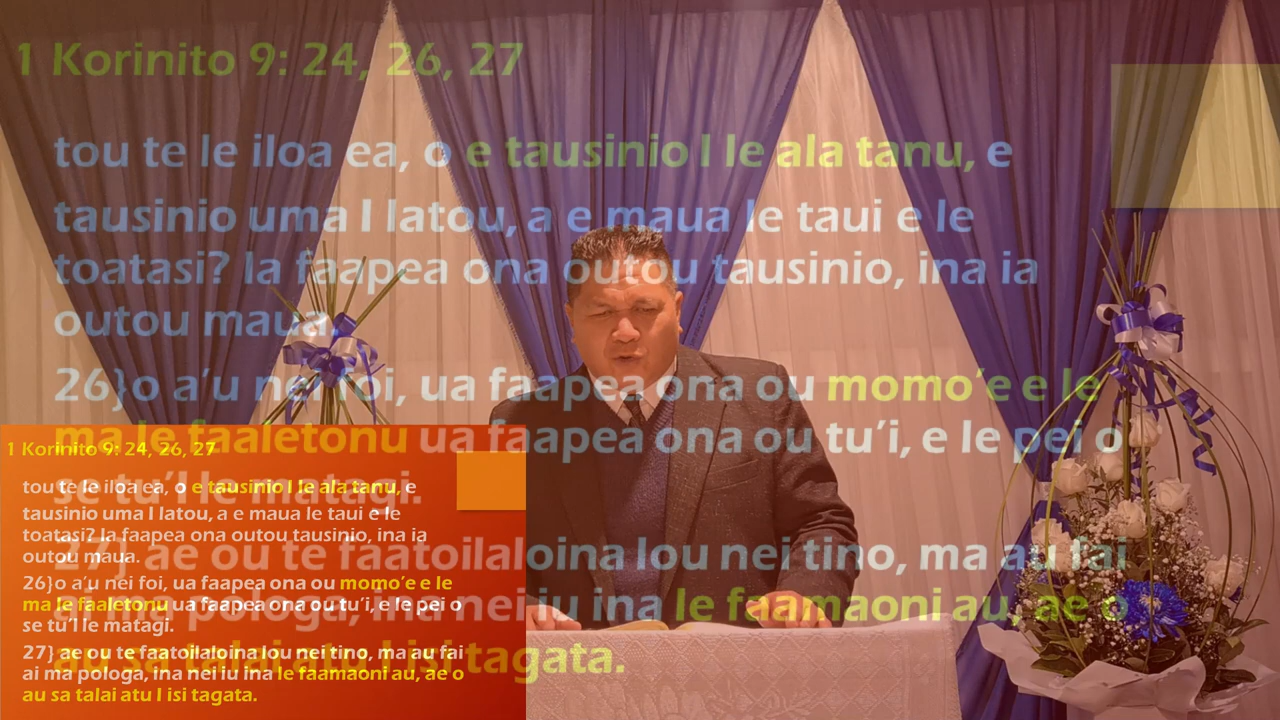 1 Korinito 9: 24, 26, 27
tou te le iloa ea, o e tausinio I le ala tanu, e
tausinio uma I latou, a e maua le taui e le
toatasi? Ia faapea ona outou tausinio, ina ia
outou maua.
26}o a’u nei foi, ua faapea ona ou momo’e e le
ma le faaletonu ua faapea ona ou tu’i, e le pei o
se tu’I le matagi.
27} ae ou te faatoilaloina lou nei tino, ma au fai
ai ma pologa, ina nei iu ina le faamaoni au, ae o
au sa talai atu I isi tagata.
1 Korinito 9: 24, 26, 27
tou te le iloa ea, o e tausinio I le ala tanu, e
tausinio uma I latou, a e maua le taui e le
toatasi? Ia faapea ona outou tausinio, ina ia
outou maua.
26}o a’u nei foi, ua faapea ona ou momo’e e le
ma le faaletonu ua faapea ona ou tu’i, e le pei o
se tu’I le matagi.
27} ae ou te faatoilaloina lou nei tino, ma au fai
ai ma pologa, ina nei iu ina le faamaoni au, ae o
au sa talai atu I isi tagata.